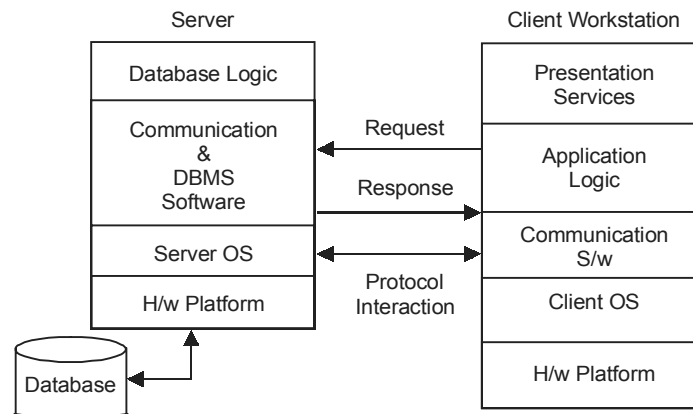 Server
Client Workstation
Database Logic
Communication
&
DBMS
Software
Server OS
H/w Platform
Database
Request
Response
Protocol
Interaction
Presentation
Services
Application
Logic
Communication
S/w
Client OS
H/w Platform